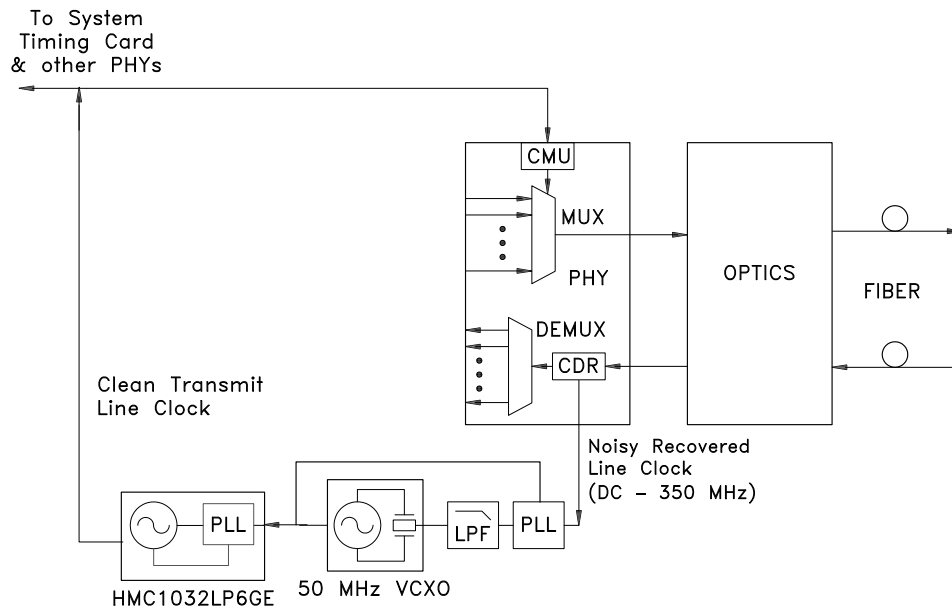 To System
Timing Card
& other PHYs
CMU
MUX
PHY
OPTICS
FIBER
DEMUX
CDR
Clean Transmit
Line Clock
Noisy Recovered
Line Clock
(DC - 350 MHz)
PLL
LPF
PLL
50 MHz VCXO
HMC1032LP6GE